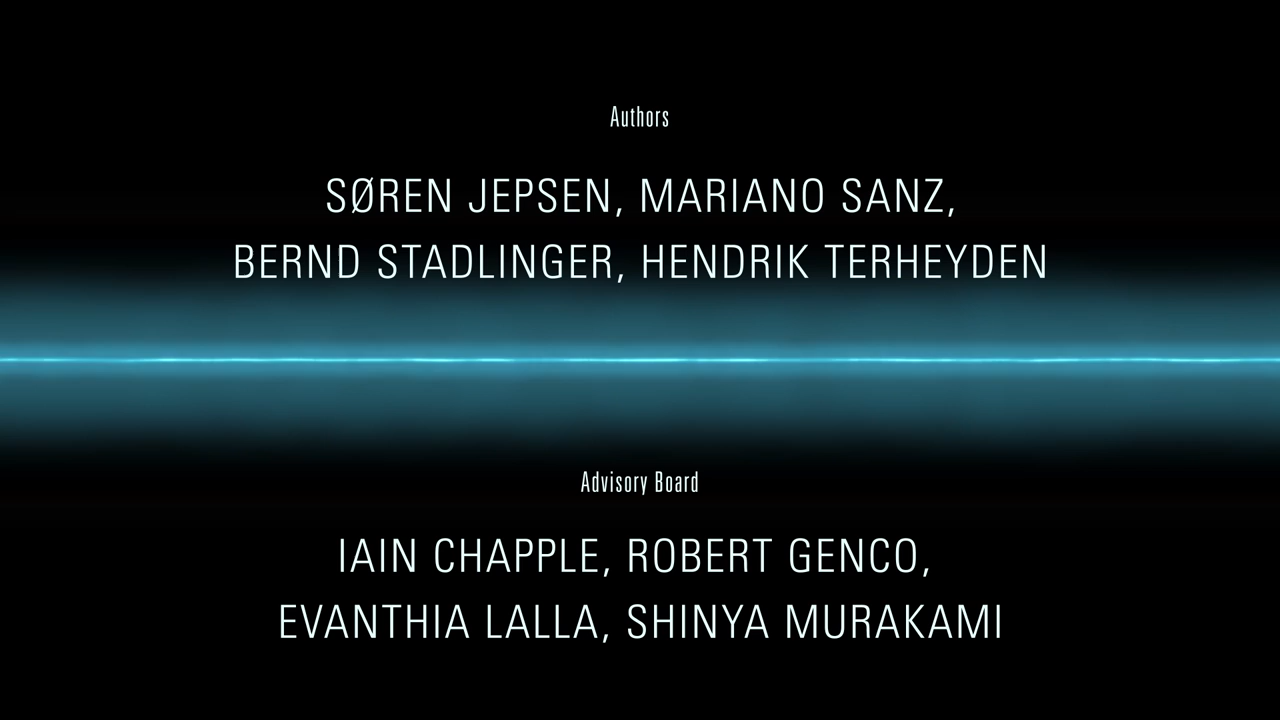 Authors
SØREN JEPSEN, MARIANO SANZ,
BERND STADLINGER, HENDRIK TERHEYDEN
Advisory Board
IAIN CHAPPLE, ROBERT GENCO,
EVANTHIA LALLA, SHINYA MURAKAMI